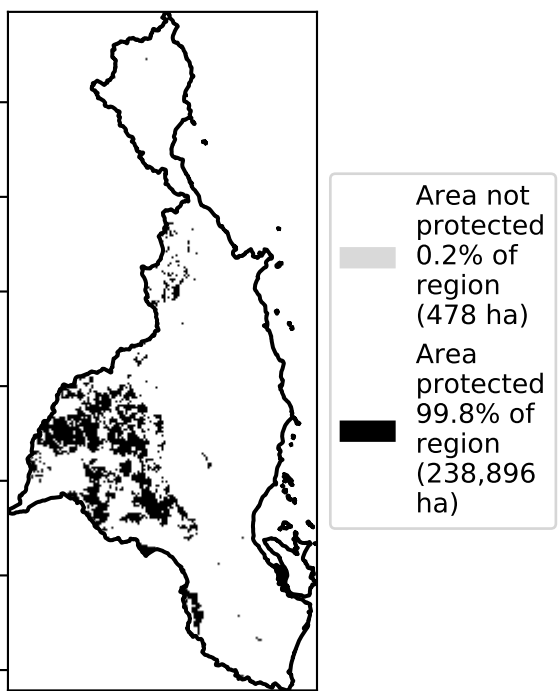 Area not
protected
0.2% of
region
(478 ha)
Area
protected
99.8% of
region
(238,896
ha)